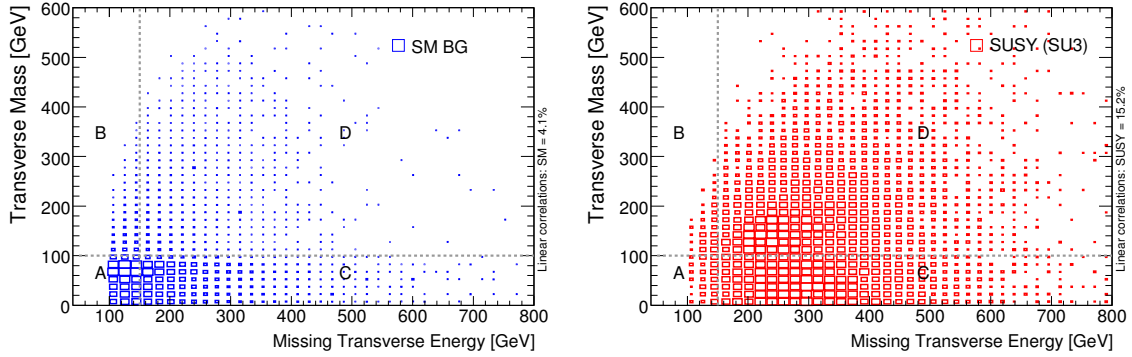 Transverse Mass [GeV]
600
500
400
300
200
100
0
SM BG
B
D
A
C
100 200 300 400 500 600 700 800
Missing Transverse Energy [GeV]
Linear correlations: SM = 4.1%
Transverse Mass [GeV]
600
500
400
300
200
100
0
SUSY (SU3)
B
D
A
C
100 200 300 400 500 600 700 800
Missing Transverse Energy [GeV]
Linear correlations: SUSY = 15.2%